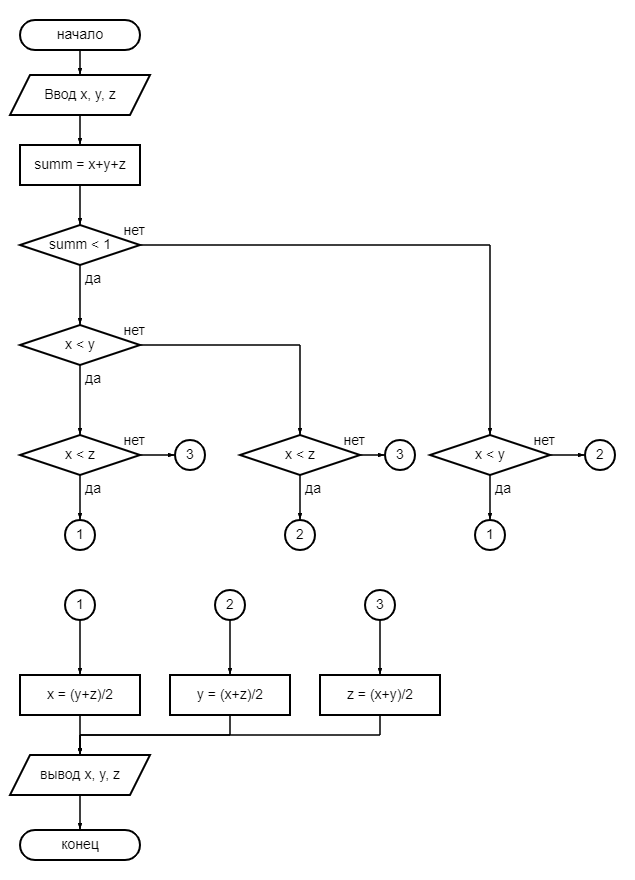 начало
Ввод x, y, z
summ = x+y+z
нет
summ < 1
да
нет
x < y
да
нет
x < z
3
да
1
нет
x < z
3
да
2
нет
x < y
2
да
1
1
2
3
x = (y+z)/2
y = (x+z)/2
z = (x+y)/2
вывод x, y, z
конец